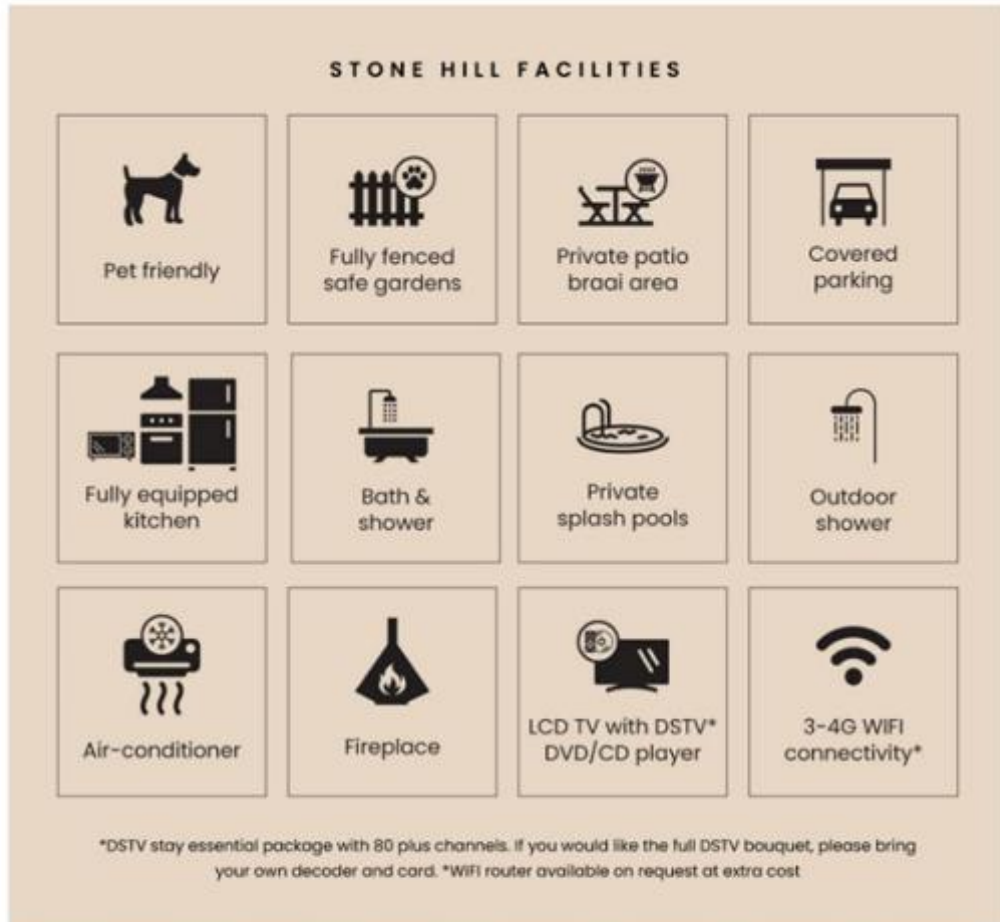 STONE HILL FACILITIES
Pet friendly
Fully fenced
safe gardens
Private patio
braai area
Covered
parking
Fully equipped
kitchen
Bath &
shower
Private
splash pools
Outdoor
shower
Air-conditioner
Fireplace
LCD TV with DSTV*
DVD/CD player
3-4G WIFI
connectivity*
*DSTV stay essential package with 80 plus channels. If you would like the full DSTV bouquet, please bring
your own decoder and card. *WIFI router available on request at extra cost